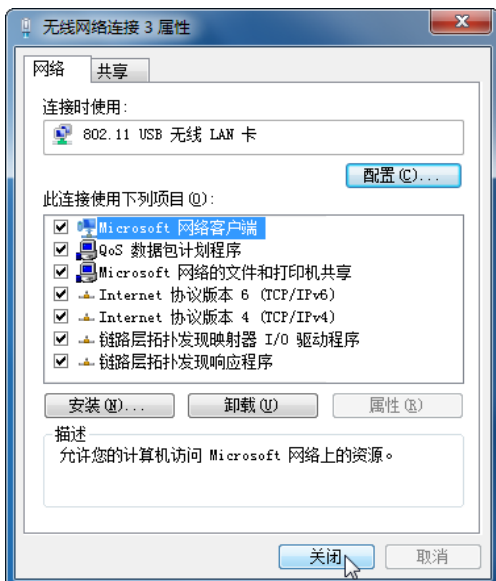 无线网络连接 3 属性
网络 共享
连接时使用:
802.11 USB 无线 LAN 卡
配置(C)...
此连接使用下列项目(O):
Microsoft 网络客户端
QoS 数据包计划程序
Microsoft 网络的文件和打印机共享
Internet 协议版本 6 (TCP/IPv6)
Internet 协议版本 4 (TCP/IPv4)
链路层拓扑发现映射器 I/O 驱动程序
链路层拓扑发现响应程序
安装(N)... 卸载(U) 属性(R)
描述
允许您的计算机访问 Microsoft 网络上的资源。
关闭 取消